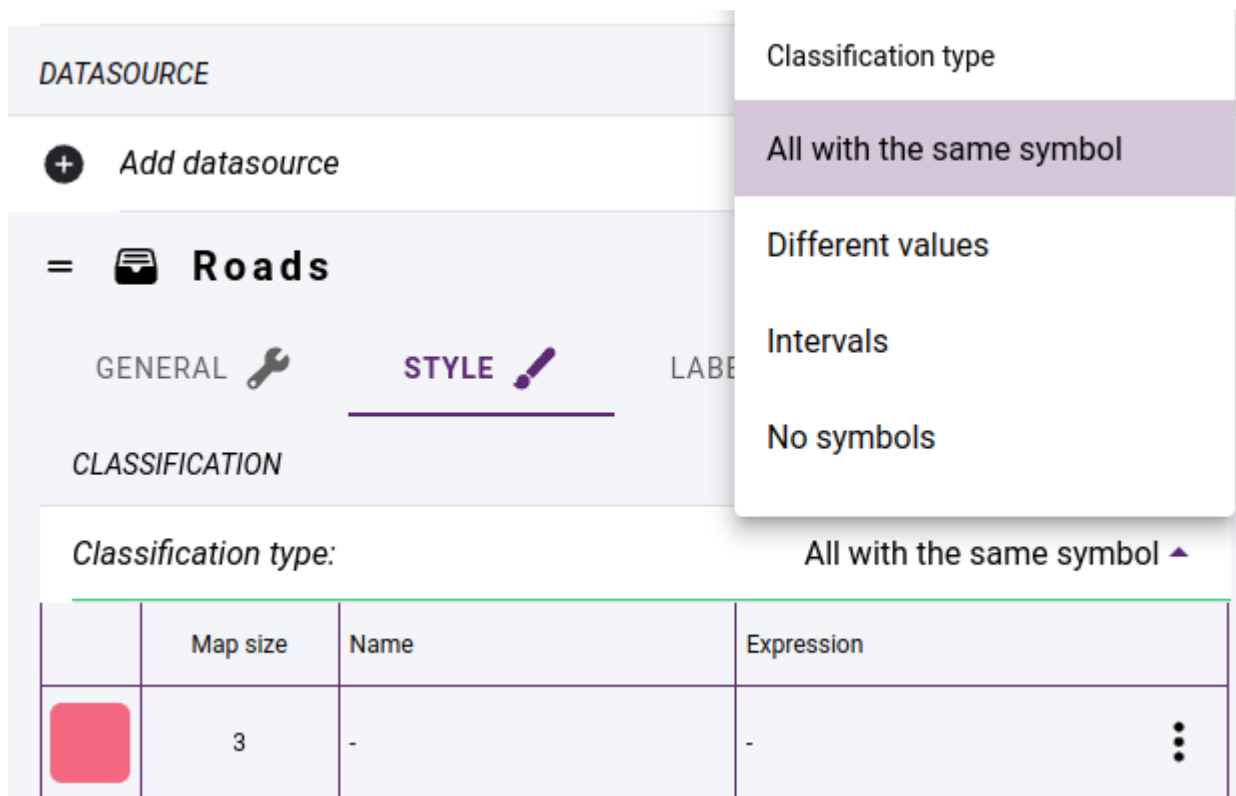 DATASOURCE
Add datasource
Roads
GENERAL
STYLE
LABE
CLASSIFICATION
Classification type
All with the same symbol
Different values
Intervals
No symbols
Classification type:
All with the same symbol
Map size
Name
Expression
3
-
-